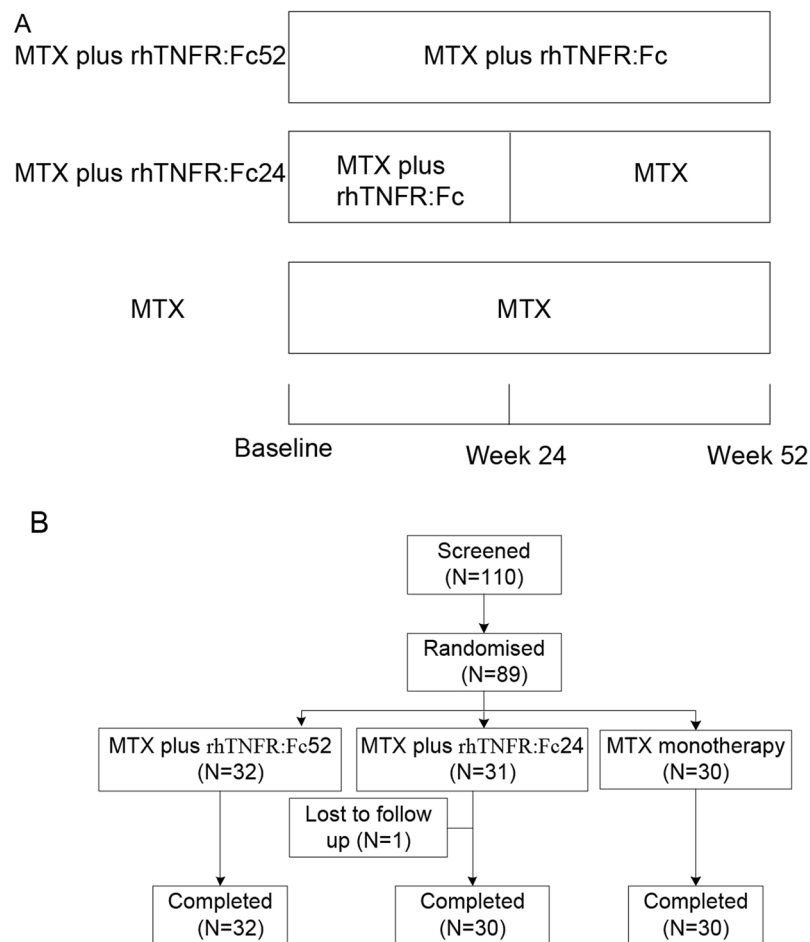 A
MTX plus rhTNFR:Fc52
MTX plus rhTNFR:Fc
MTX plus rhTNFR:Fc24
MTX plus
rhTNFR:Fc
MTX
MTX
MTX
Baseline
Week 24
Week 52
B
Screened
(N=110)
Randomised
(N=89)
MTX plus rhTNFR:Fc52
(N=32)
MTX plus rhTNFR:Fc24
(N=31)
MTX monotherapy
(N=30)
Lost to follow
up (N=1)
Completed
(N=32)
Completed
(N=30)
Completed
(N=30)